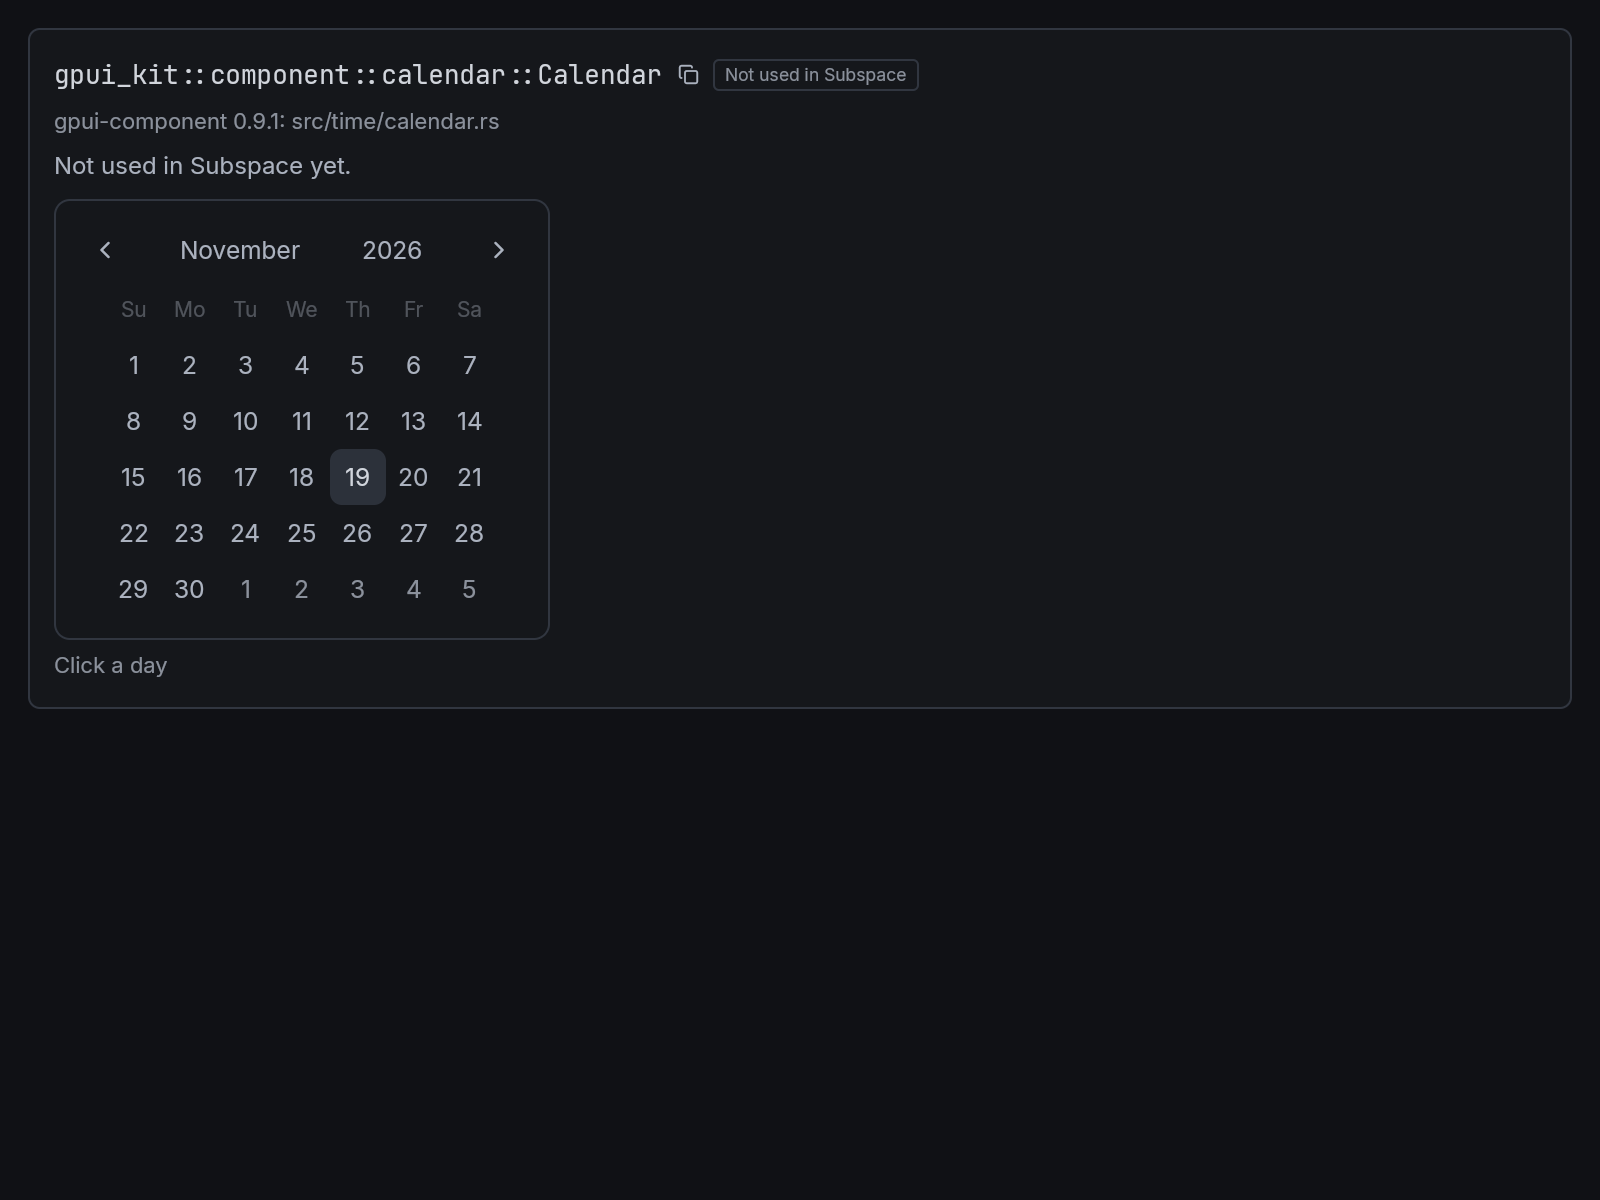 gpui_kit::component::calendar::Calendar Not used in Subspace
gpui-component 0.9.1: src/time/calendar.rs
Not used in Subspace yet.
November 2026
Su Mo Tu We Th Fr Sa
1 2 3 4 5 6 7
8 9 10 11 12 13 14
15 16 17 18 19 20 21
22 23 24 25 26 27 28
29 30 1 2 3 4 5
Click a day